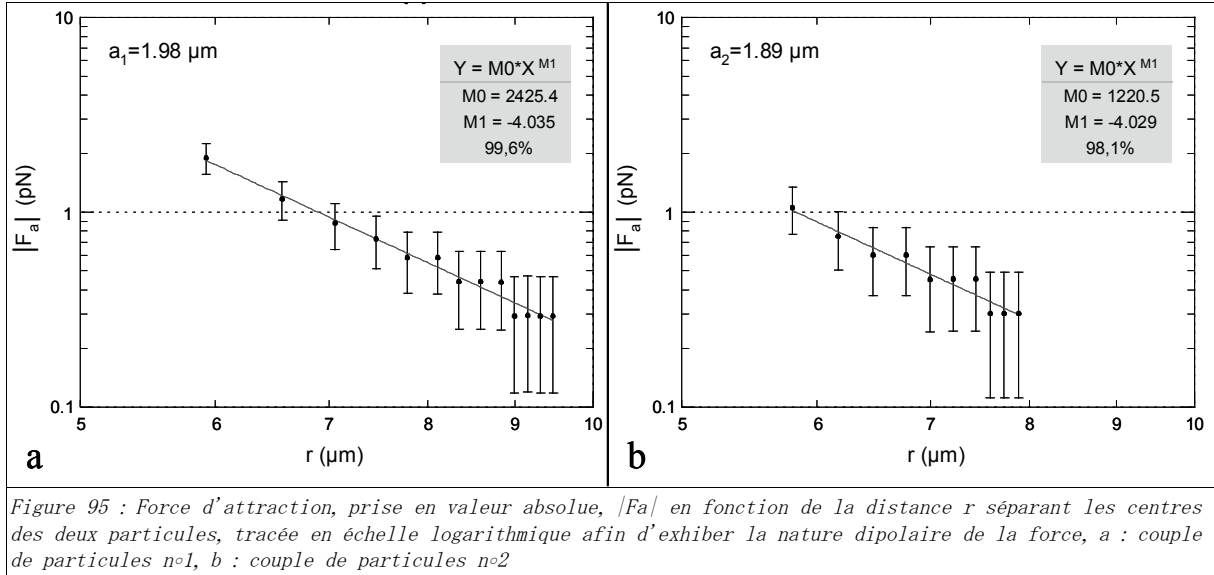 10
1
0.1
|Fa| (pN)
a1=1.98 µm
Y = M0*X M1
M0 = 2425.4
M1 = -4.035
99,6%
5 6 7 8 9 10
r (µm)
a
10
1
0.1
|Fa| (pN)
a2=1.89 µm
Y = M0*X M1
M0 = 1220.5
M1 = -4.029
98,1%
5 6 7 8 9 10
r (µm)
b
Figure 95 : Force d'attraction, prise en valeur absolue, |Fa| en fonction de la distance r séparant les centres
des deux particules, tracée en échelle logarithmique afin d'exhiber la nature dipolaire de la force, a : couple
de particules n◦1, b : couple de particules n◦2